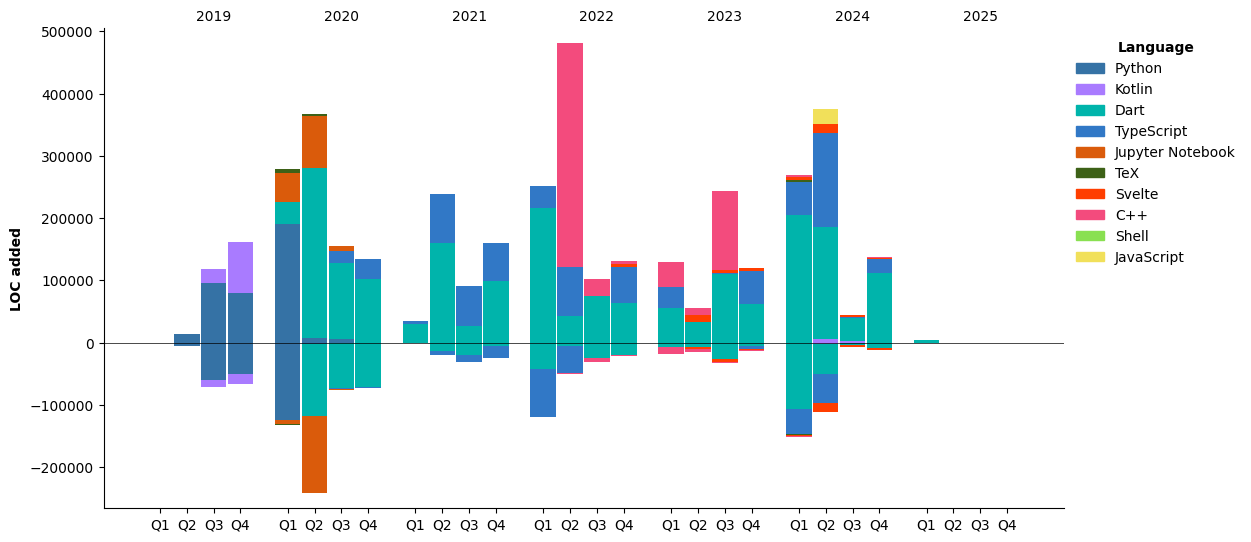 2019 2020 2021 2022 2023 2024 2025
500000
400000
300000
200000
100000
0
−100000
−200000
LOC added
Q1 Q2 Q3 Q4 Q1 Q2 Q3 Q4 Q1 Q2 Q3 Q4 Q1 Q2 Q3 Q4 Q1 Q2 Q3 Q4 Q1 Q2 Q3 Q4 Q1 Q2 Q3 Q4
Language
Python
Kotlin
Dart
TypeScript
Jupyter Notebook
TeX
Svelte
C++
Shell
JavaScript